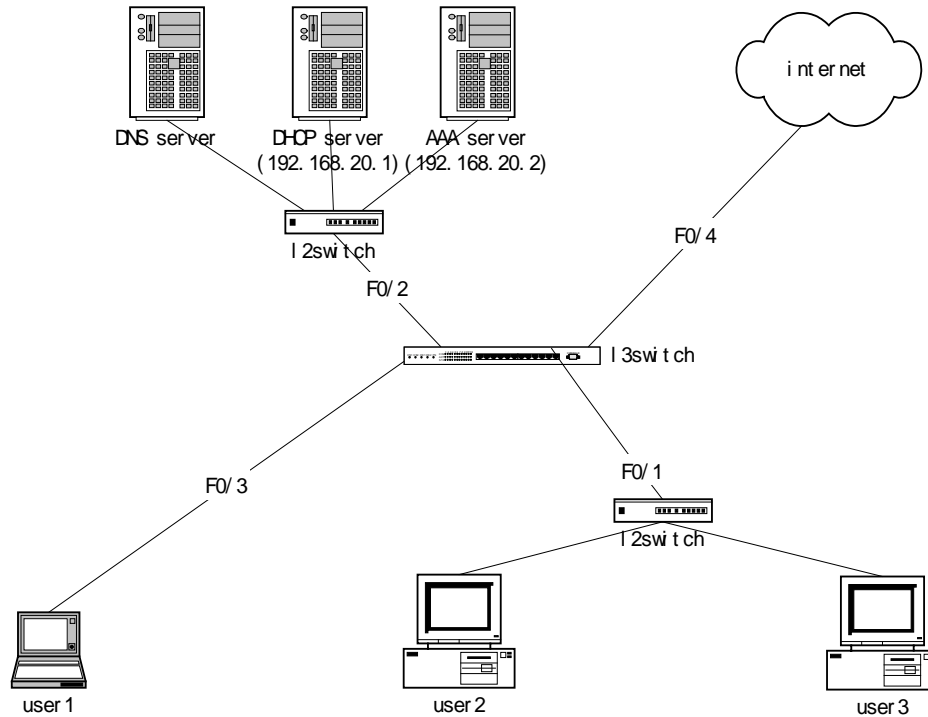 DNS server
DHCP server
(192.168.20.1)
AAA server
(192.168.20.2)
internet
l2switch
F0/4
F0/2
l3switch
F0/3
F0/1
l2switch
user1
user2
user3